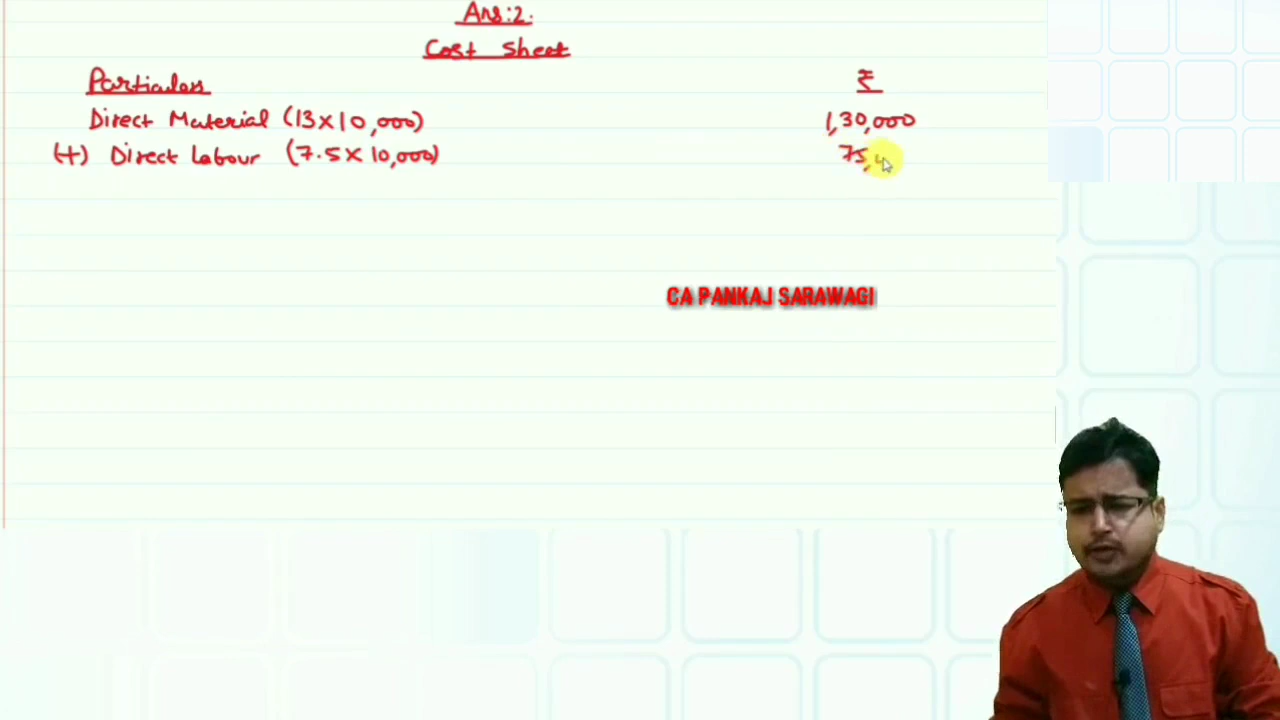 Ans:2.
Cost Sheet
Particulars ₹
Direct Material (13×10,000) 1,30,000
(+) Direct Labour (7.5×10,000) 75,
CA PANKAJ SARAWAGI